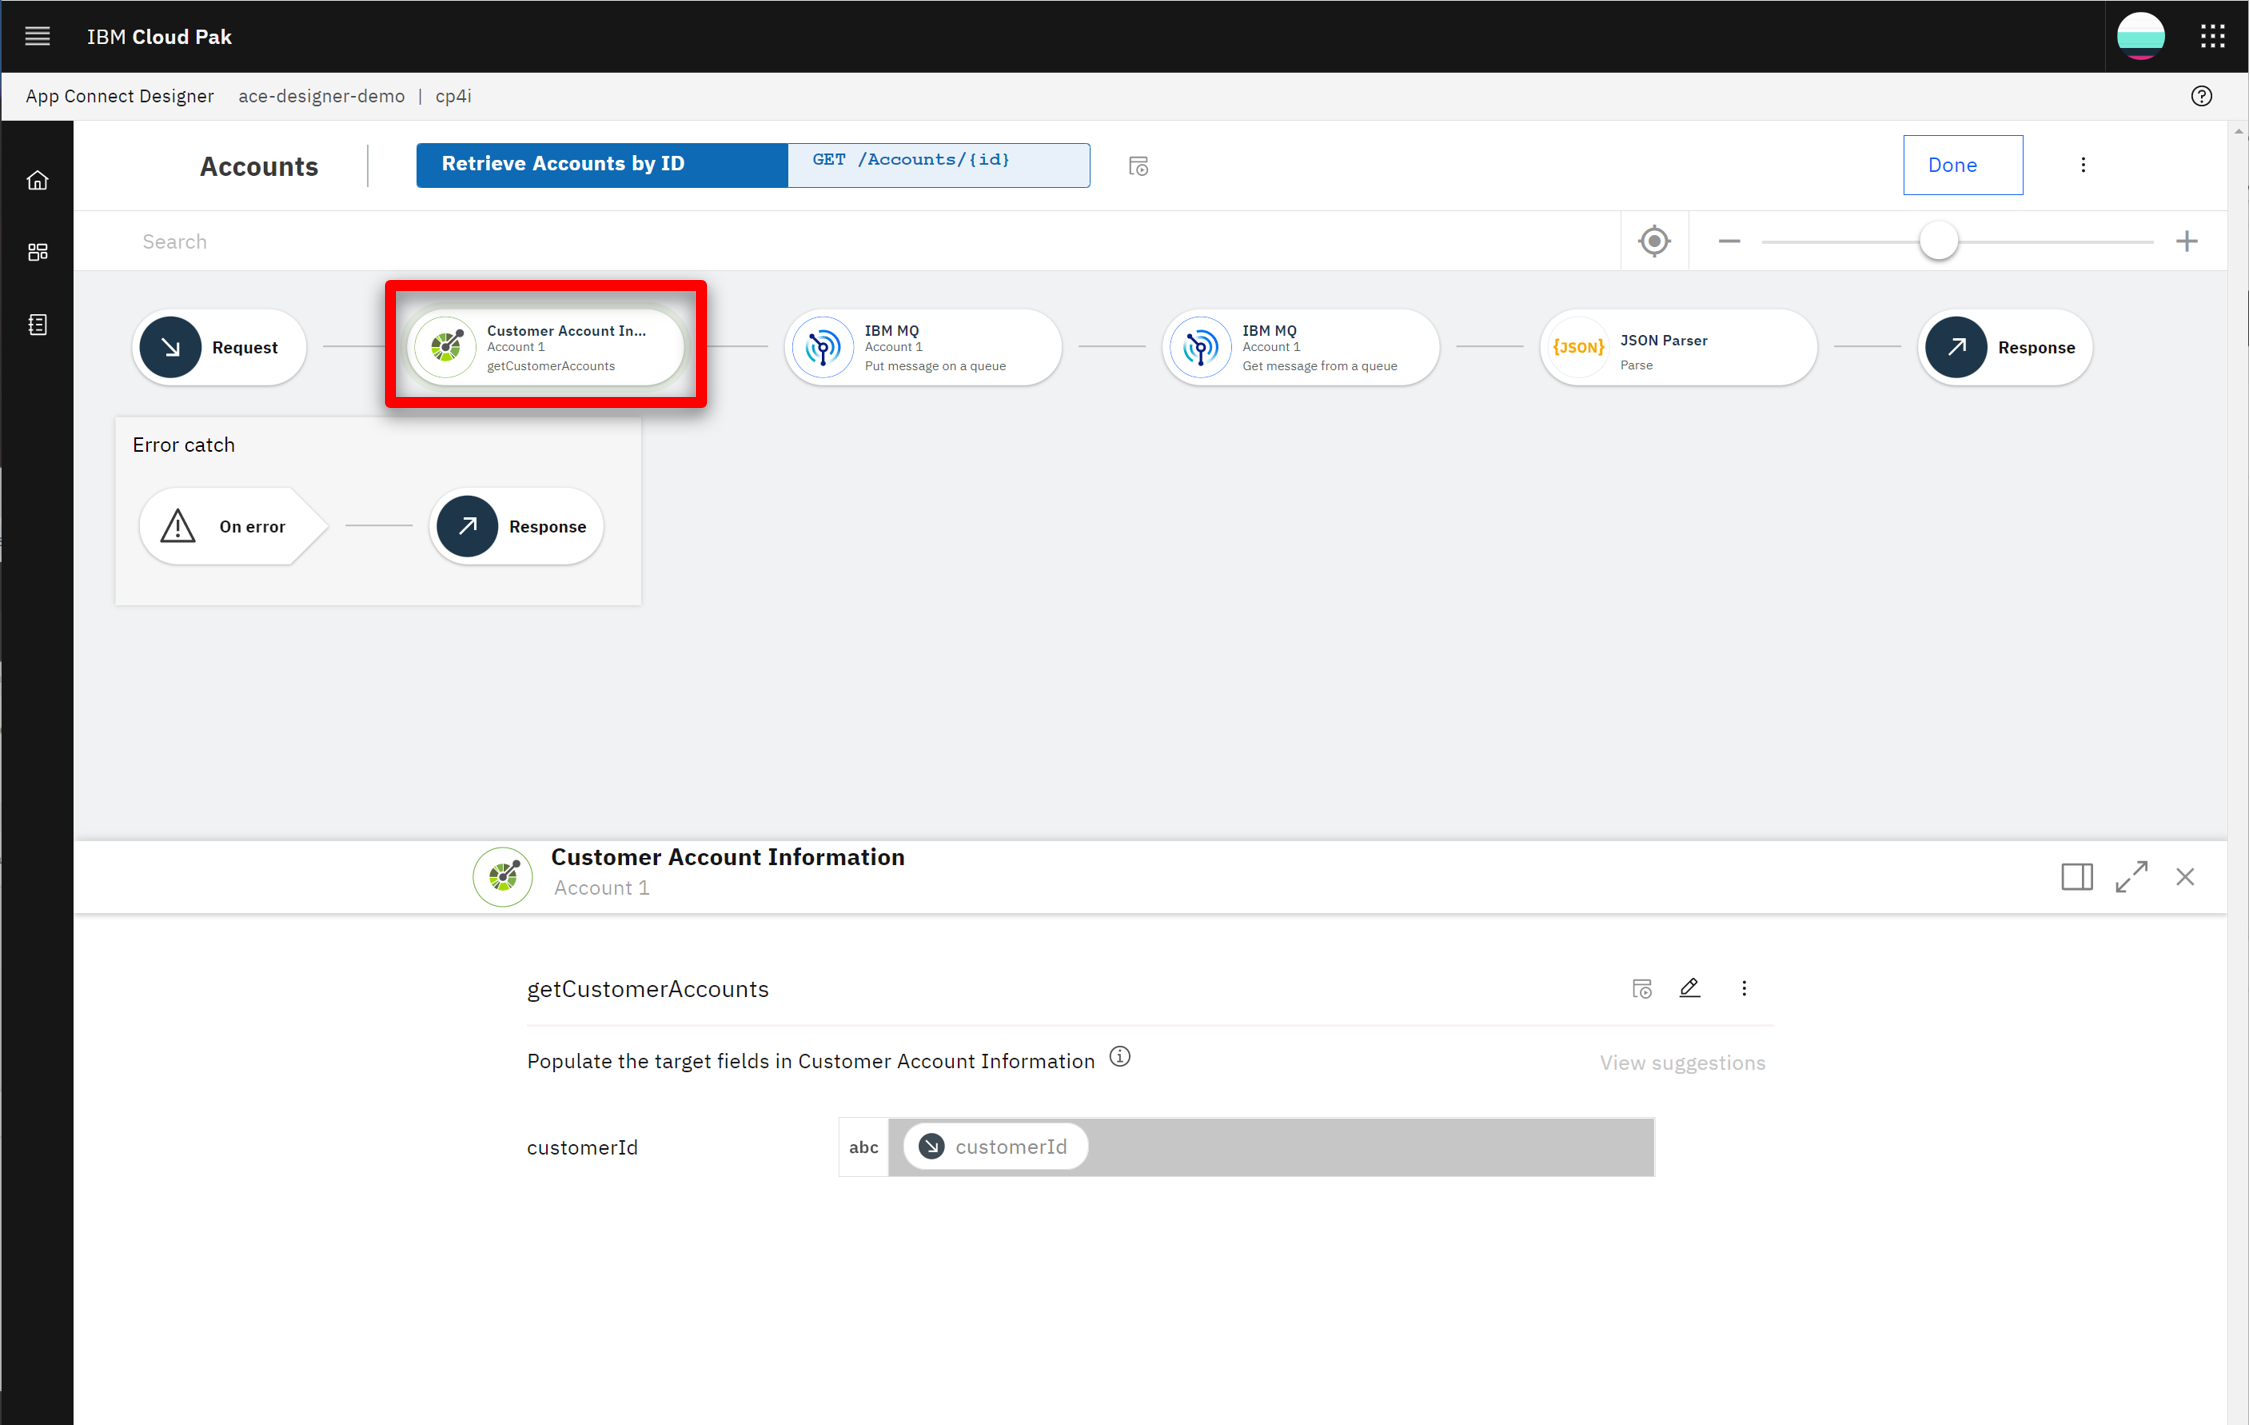 IBM Cloud Pak
App Connect Designer ace-designer-demo | cp4i
Accounts
Retrieve Accounts by ID
GET /Accounts/{id}
Done
Search
Request
Customer Account In...
Account 1
getCustomerAccounts
IBM MQ
Account 1
Put message on a queue
IBM MQ
Account 1
Get message from a queue
{JSON}
JSON Parser
Parse
Response
Error catch
On error
Response
Customer Account Information
Account 1
getCustomerAccounts
Populate the target fields in Customer Account Information
View suggestions
customerId
abc
customerId